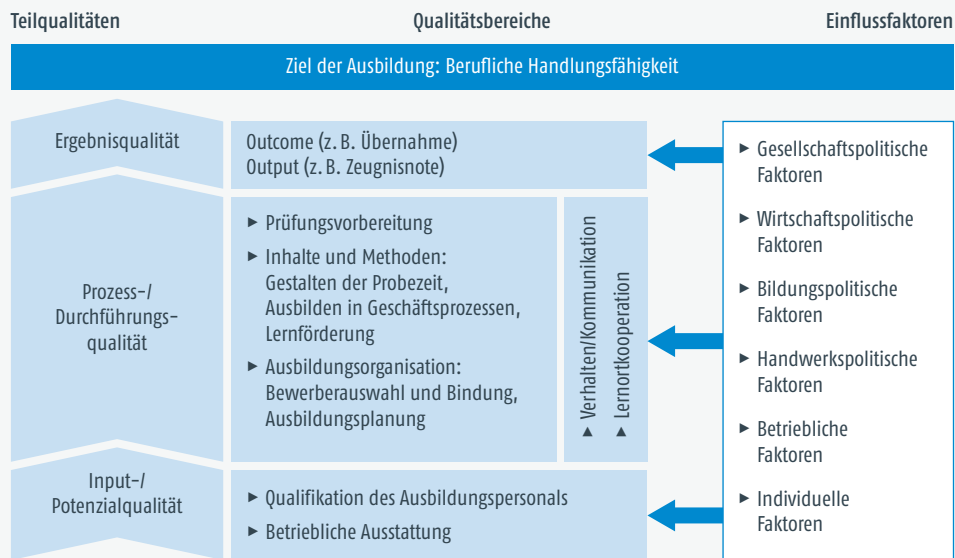 Teilqualitäten
Qualitätsbereiche
Einflussfaktoren
Ziel der Ausbildung: Berufliche Handlungsfähigkeit
Ergebnisqualität
Outcome (z. B. Übernahme)
Output (z. B. Zeugnisnote)
Prozess-/
Durchführungs-
qualität
► Prüfungsvorbereitung
► Inhalte und Methoden:
Gestalten der Probezeit,
Ausbilden in Geschäftsprozessen,
Lernförderung
► Ausbildungsorganisation:
Bewerberauswahl und Bindung,
Ausbildungsplanung
► Verhalten/Kommunikation
► Lernortkooperation
Input-/
Potenzialqualität
► Qualifikation des Ausbildungspersonals
► Betriebliche Ausstattung
► Gesellschaftspolitische
Faktoren
► Wirtschaftspolitische
Faktoren
► Bildungspolitische
Faktoren
► Handwerkspolitische
Faktoren
► Betriebliche
Faktoren
► Individuelle
Faktoren